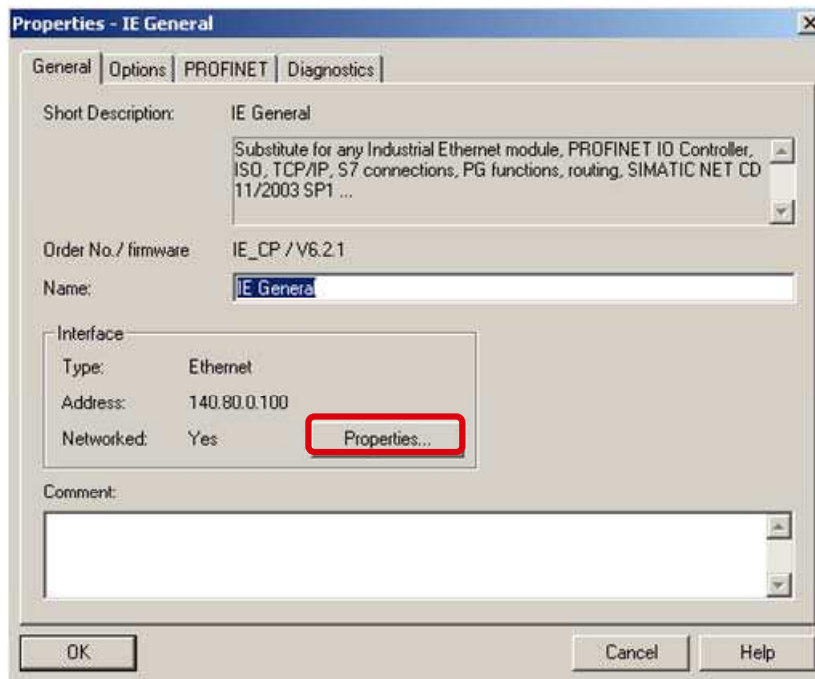 Properties - IE General
General Options PROFINET Diagnostics
Short Description: IE General
Substitute for any Industrial Ethernet module, PROFINET IO Controller,
ISO, TCP/IP, S7 connections, PG functions, routing, SIMATIC NET CD
11/2003 SP1 ...
Order No./ firmware IE_CP / V6.2.1
Name: IE General
Interface
Type: Ethernet
Address: 140.80.0.100
Networked: Yes Properties...
Comment:
OK Cancel Help